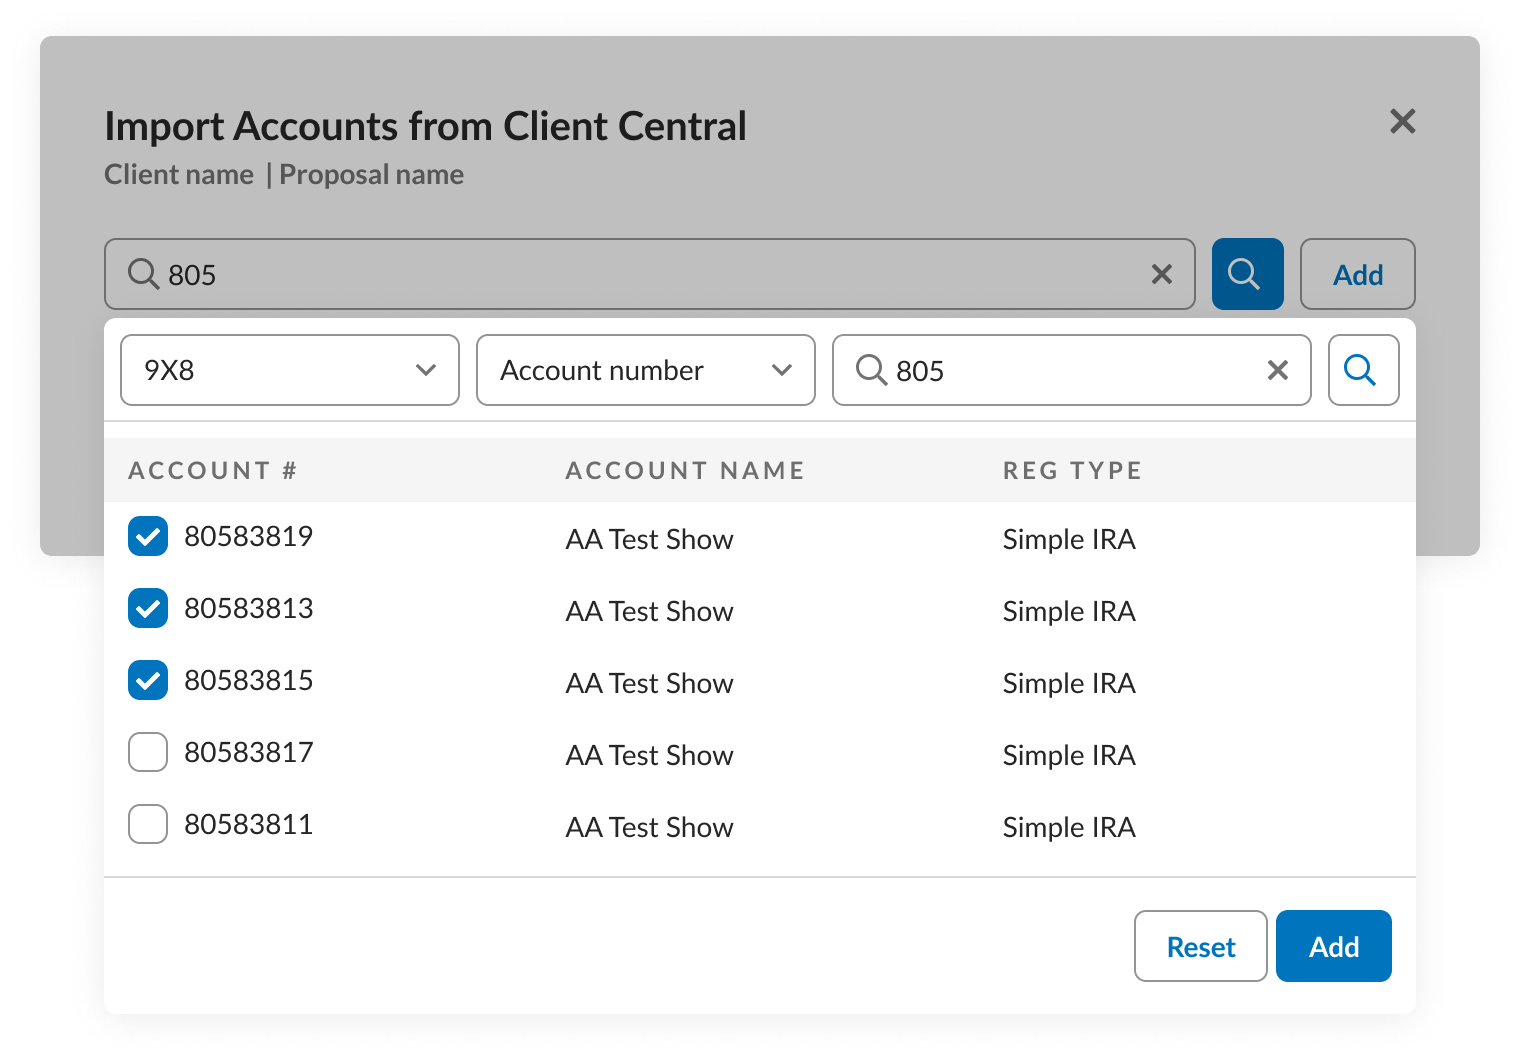 Import Accounts from Client Central
Client name | Proposal name
805
Add
9X8
Account number
805
ACCOUNT # ACCOUNT NAME REG TYPE
80583819 AA Test Show Simple IRA
80583813 AA Test Show Simple IRA
80583815 AA Test Show Simple IRA
80583817 AA Test Show Simple IRA
80583811 AA Test Show Simple IRA
Reset
Add